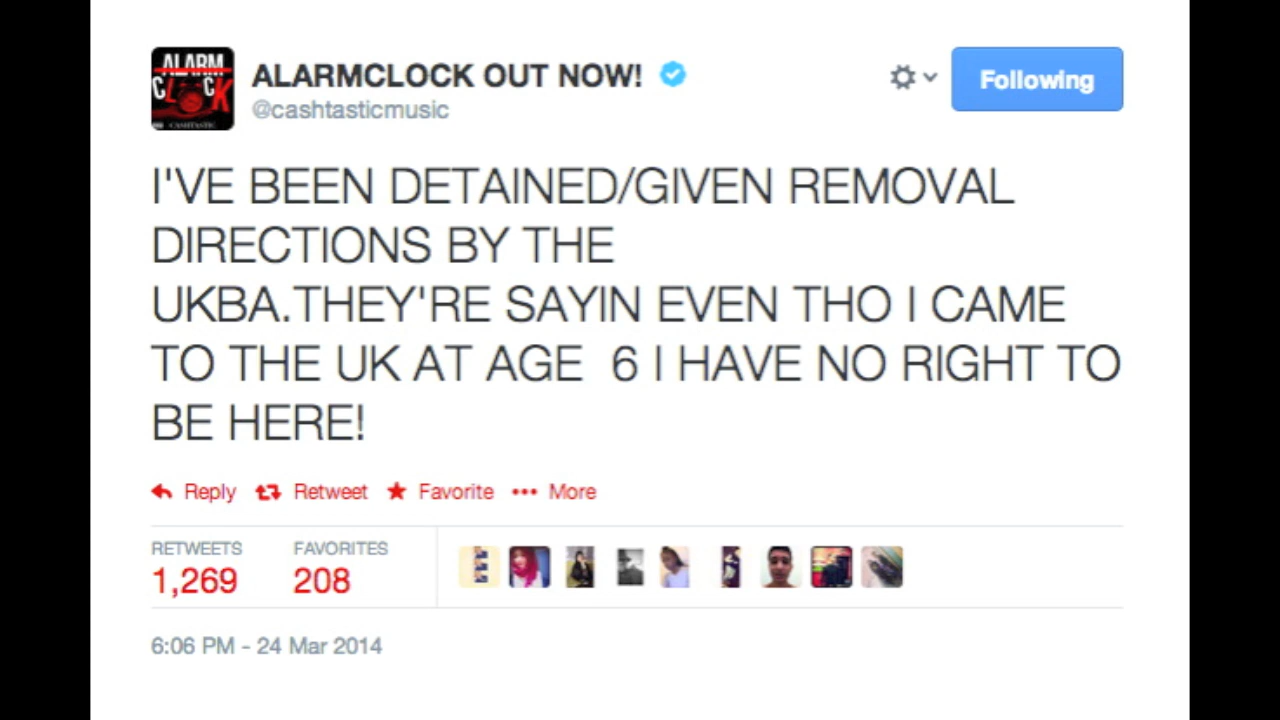 ALARM
CLOCK
CASHTASTIC
ALARMCLOCK OUT NOW!
@cashtasticmusic
Following
I'VE BEEN DETAINED/GIVEN REMOVAL
DIRECTIONS BY THE
UKBA.THEY'RE SAYIN EVEN THO I CAME
TO THE UK AT AGE 6 I HAVE NO RIGHT TO
BE HERE!
Reply Retweet Favorite More
RETWEETS FAVORITES
1,269 208
6:06 PM - 24 Mar 2014